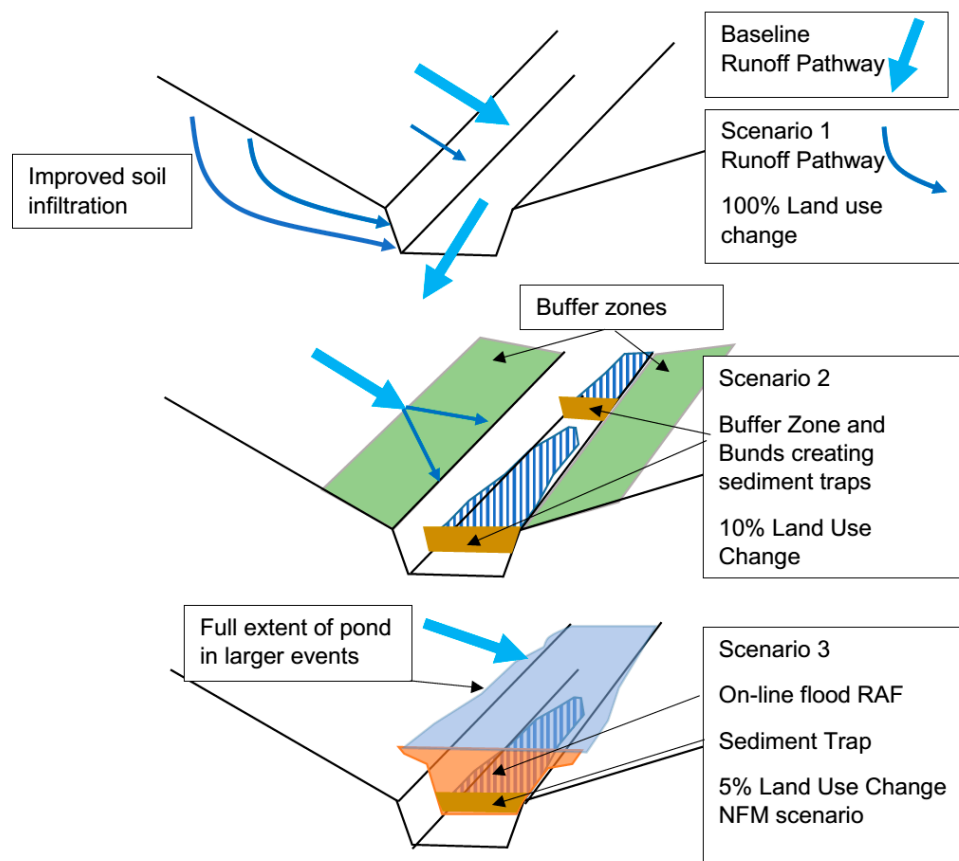 Baseline
Runoff Pathway
Scenario 1
Runoff Pathway
100% Land use
change
Improved soil
infiltration
Buffer zones
Scenario 2
Buffer Zone and
Bunds creating
sediment traps
10% Land Use
Change
Full extent of pond
in larger events
Scenario 3
On-line flood RAF
Sediment Trap
5% Land Use Change
NFM scenario